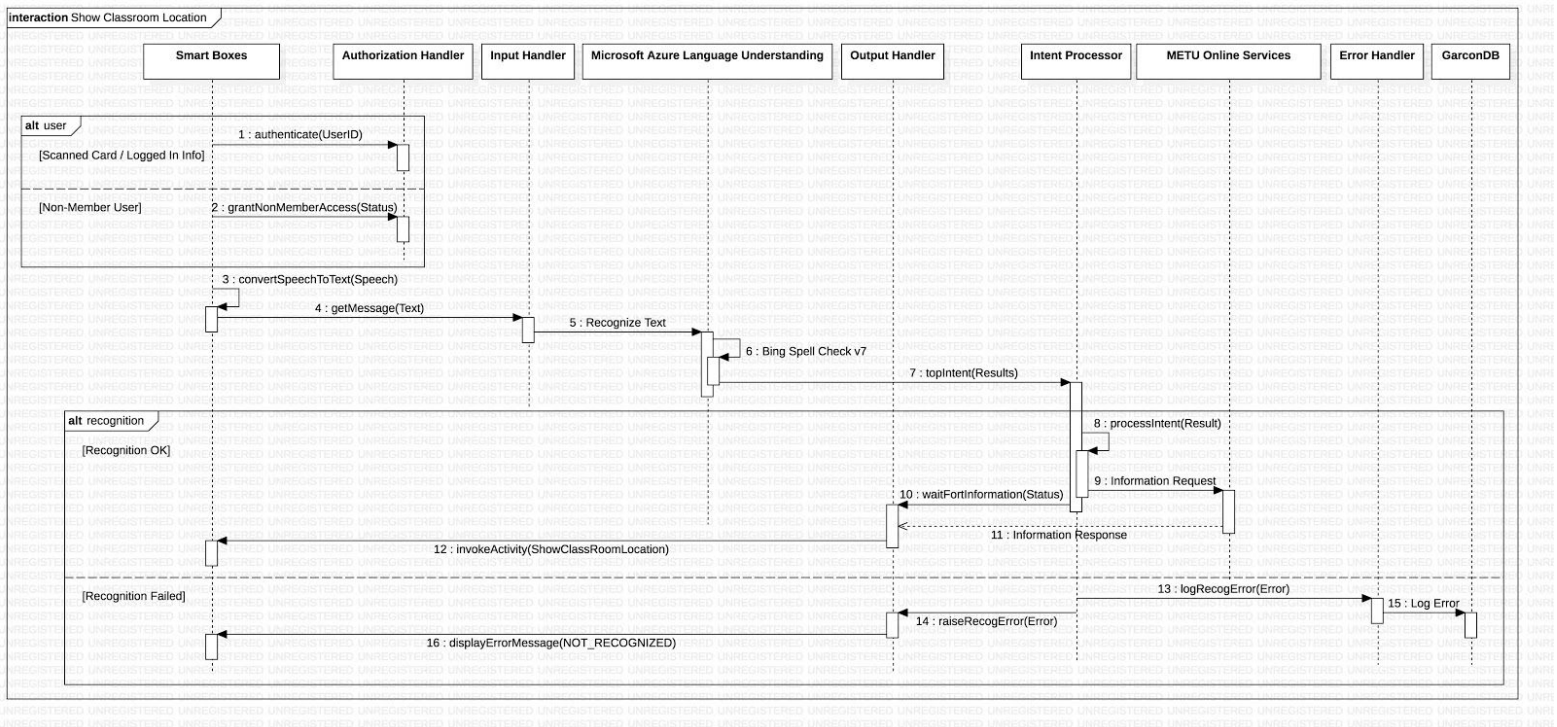 interaction Show Classroom Location
Smart Boxes
Authorization Handler
Input Handler
Microsoft Azure Language Understanding
Output Handler
Intent Processor
METU Online Services
Error Handler
GarconDB
alt user
1 : authenticate(UserID)
[Scanned Card / Logged In Info]
[Non-Member User]
2 : grantNonMemberAccess(Status)
3 : convertSpeechToText(Speech)
4 : getMessage(Text)
5 : Recognize Text
6 : Bing Spell Check v7
7 : topIntent(Results)
alt recognition
8 : processIntent(Result)
[Recognition OK]
9 : Information Request
10 : waitFortInformation(Status)
11 : Information Response
12 : invokeActivity(ShowClassRoomLocation)
[Recognition Failed]
13 : logRecogError(Error)
15 : Log Error
14 : raiseRecogError(Error)
16 : displayErrorMessage(NOT_RECOGNIZED)